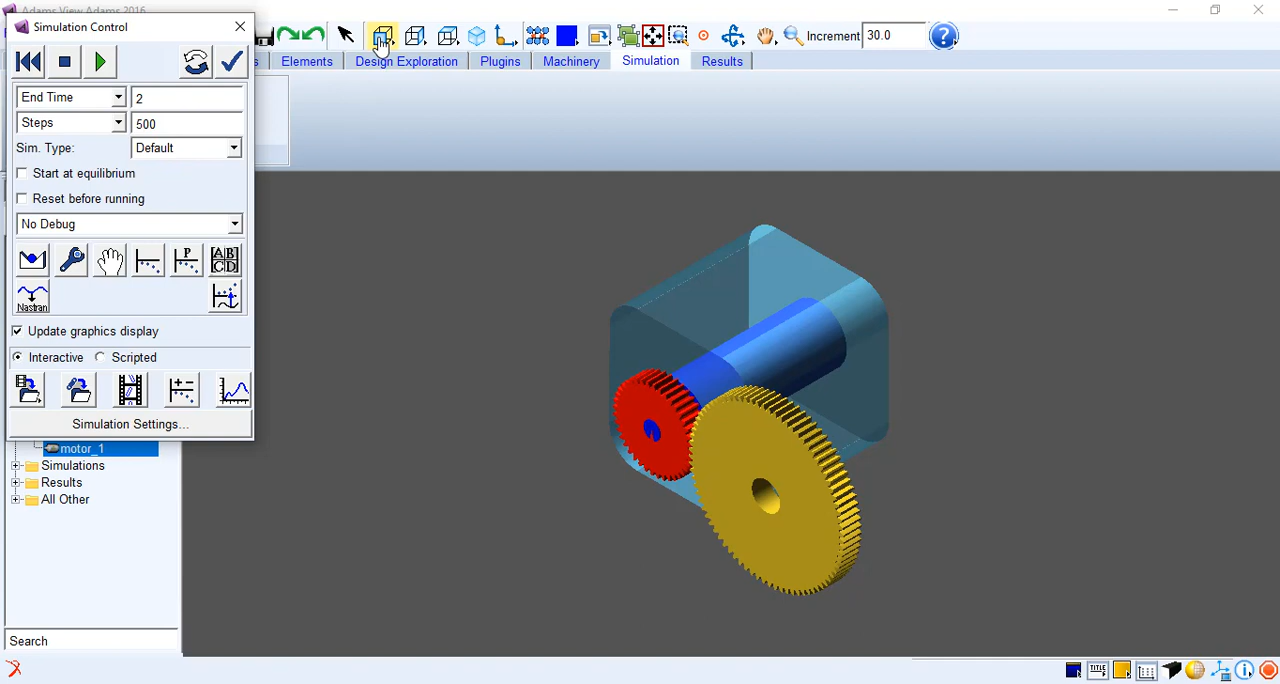 Adams View Adams 2016
Simulation Control
Increment 30.0
?
Elements Design Exploration Plugins Machinery Simulation Results
End Time 2
Steps 500
Sim. Type: Default
Start at equilibrium
Reset before running
No Debug
P
A B
C D
Nastran
Update graphics display
Interactive Scripted
Simulation Settings...
motor_1
Simulations
Results
All Other
Search
TITLE